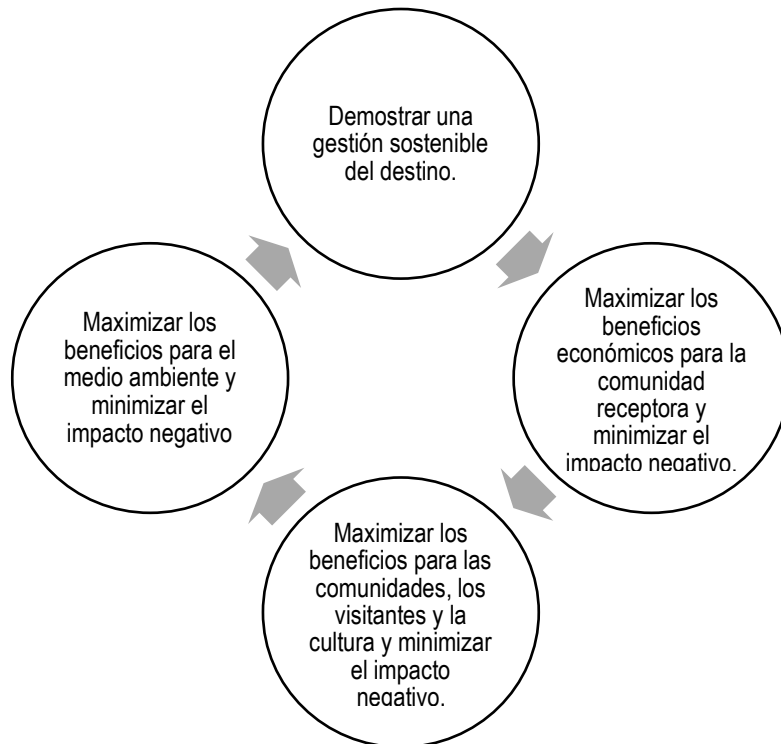 Demostrar una
gestión sostenible
del destino.
Maximizar los
beneficios
económicos para la
comunidad
receptora y
minimizar el
impacto negativo.
Maximizar los
beneficios para las
comunidades, los
visitantes y la
cultura y minimizar
el impacto
negativo.
Maximizar los
beneficios para el
medio ambiente y
minimizar el
impacto negativo